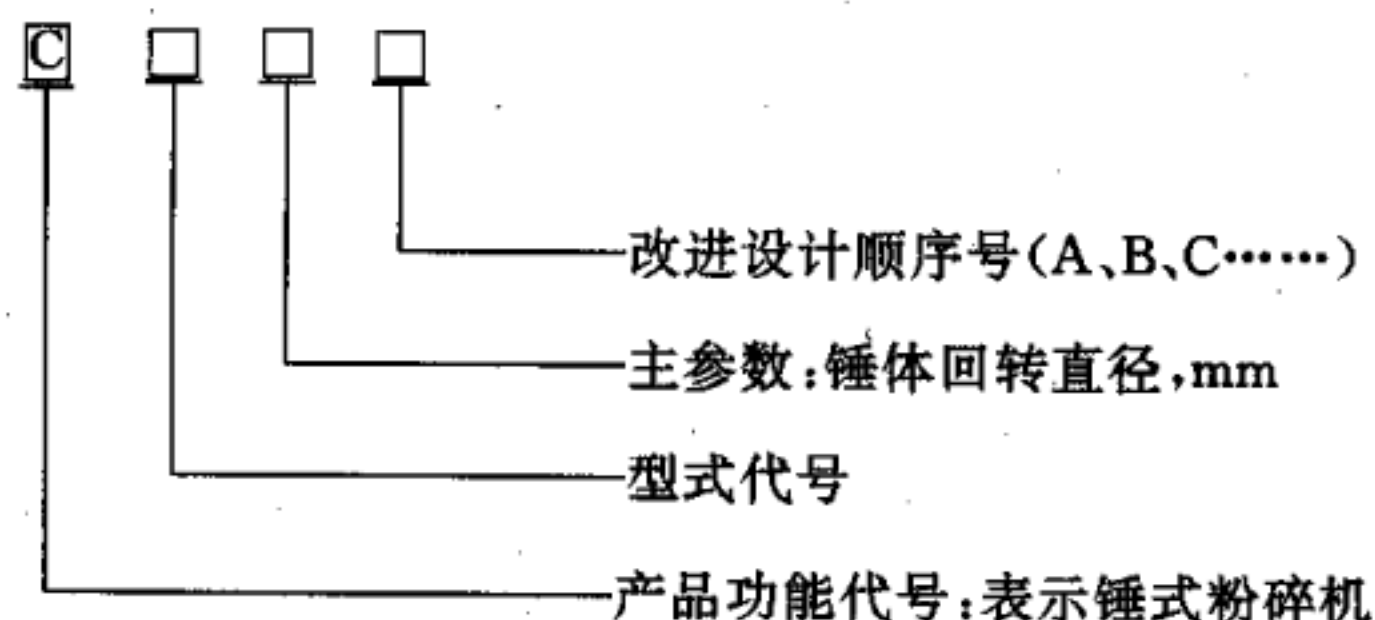 C □ □ □
改进设计顺序号(A、B、C……)
主参数:锤体回转直径,mm
型式代号
产品功能代号:表示锤式粉碎机